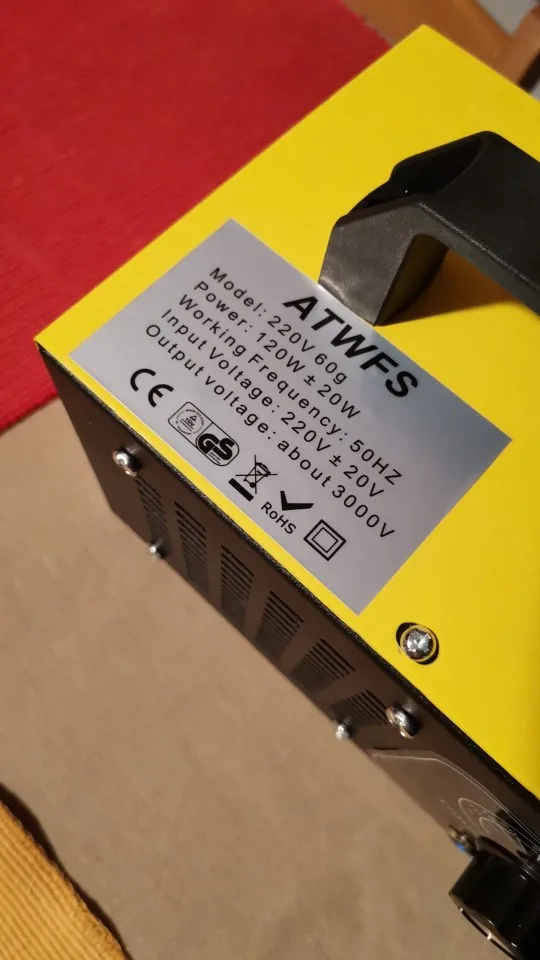 ATWFS
Model: 220V 60g
Power: 120W ± 20W
Working Frequency: 50HZ
Input Voltage: 220V ± 20V
Output voltage: about 3000V
CE
GS
RoHS